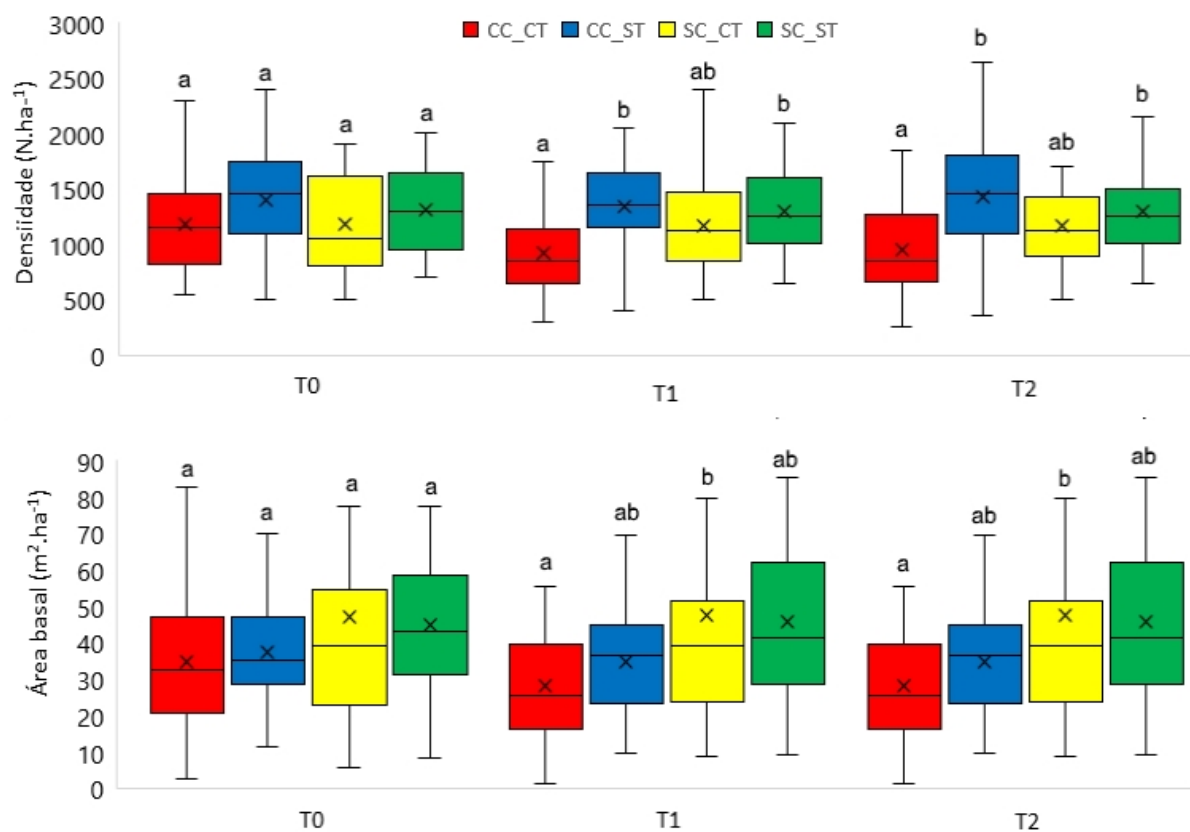 CC_CT CC_ST SC_CT SC_ST
Densiidade (N.ha⁻¹)
3000
2500
2000
1500
1000
500
0
a a a a
a b ab b
a b ab b
T0 T1 T2
Área basal (m².ha⁻¹)
90
80
70
60
50
40
30
20
10
0
a a a a
a ab b ab
a ab b ab
T0 T1 T2